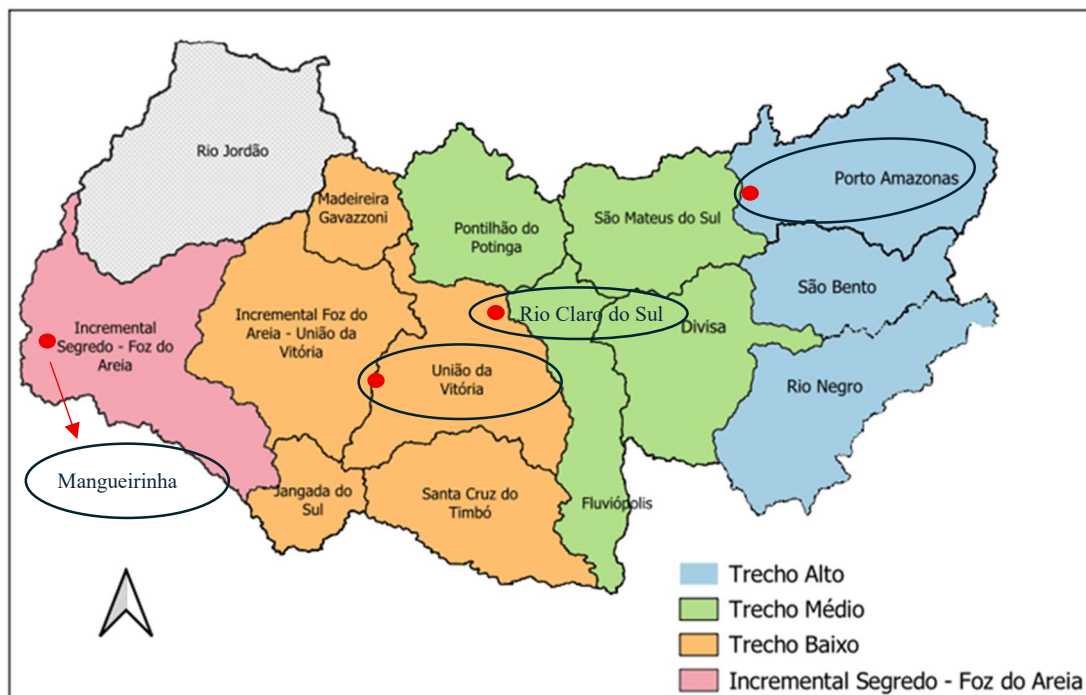 Rio Jordão
Madeireira
Gavazzoni
Pontilhão do
Potinga
São Mateus do Sul
Porto Amazonas
São Bento
Rio Claro do Sul
Divisa
Incremental Foz do
Areia - União da
Vitória
Incremental
Segredo - Foz do
Areia
União da
Vitória
Rio Negro
Mangueirinha
Jangada do
Sul
Santa Cruz do
Timbó
Fluviópolis
Trecho Alto
Trecho Médio
Trecho Baixo
Incremental Segredo - Foz do Areia